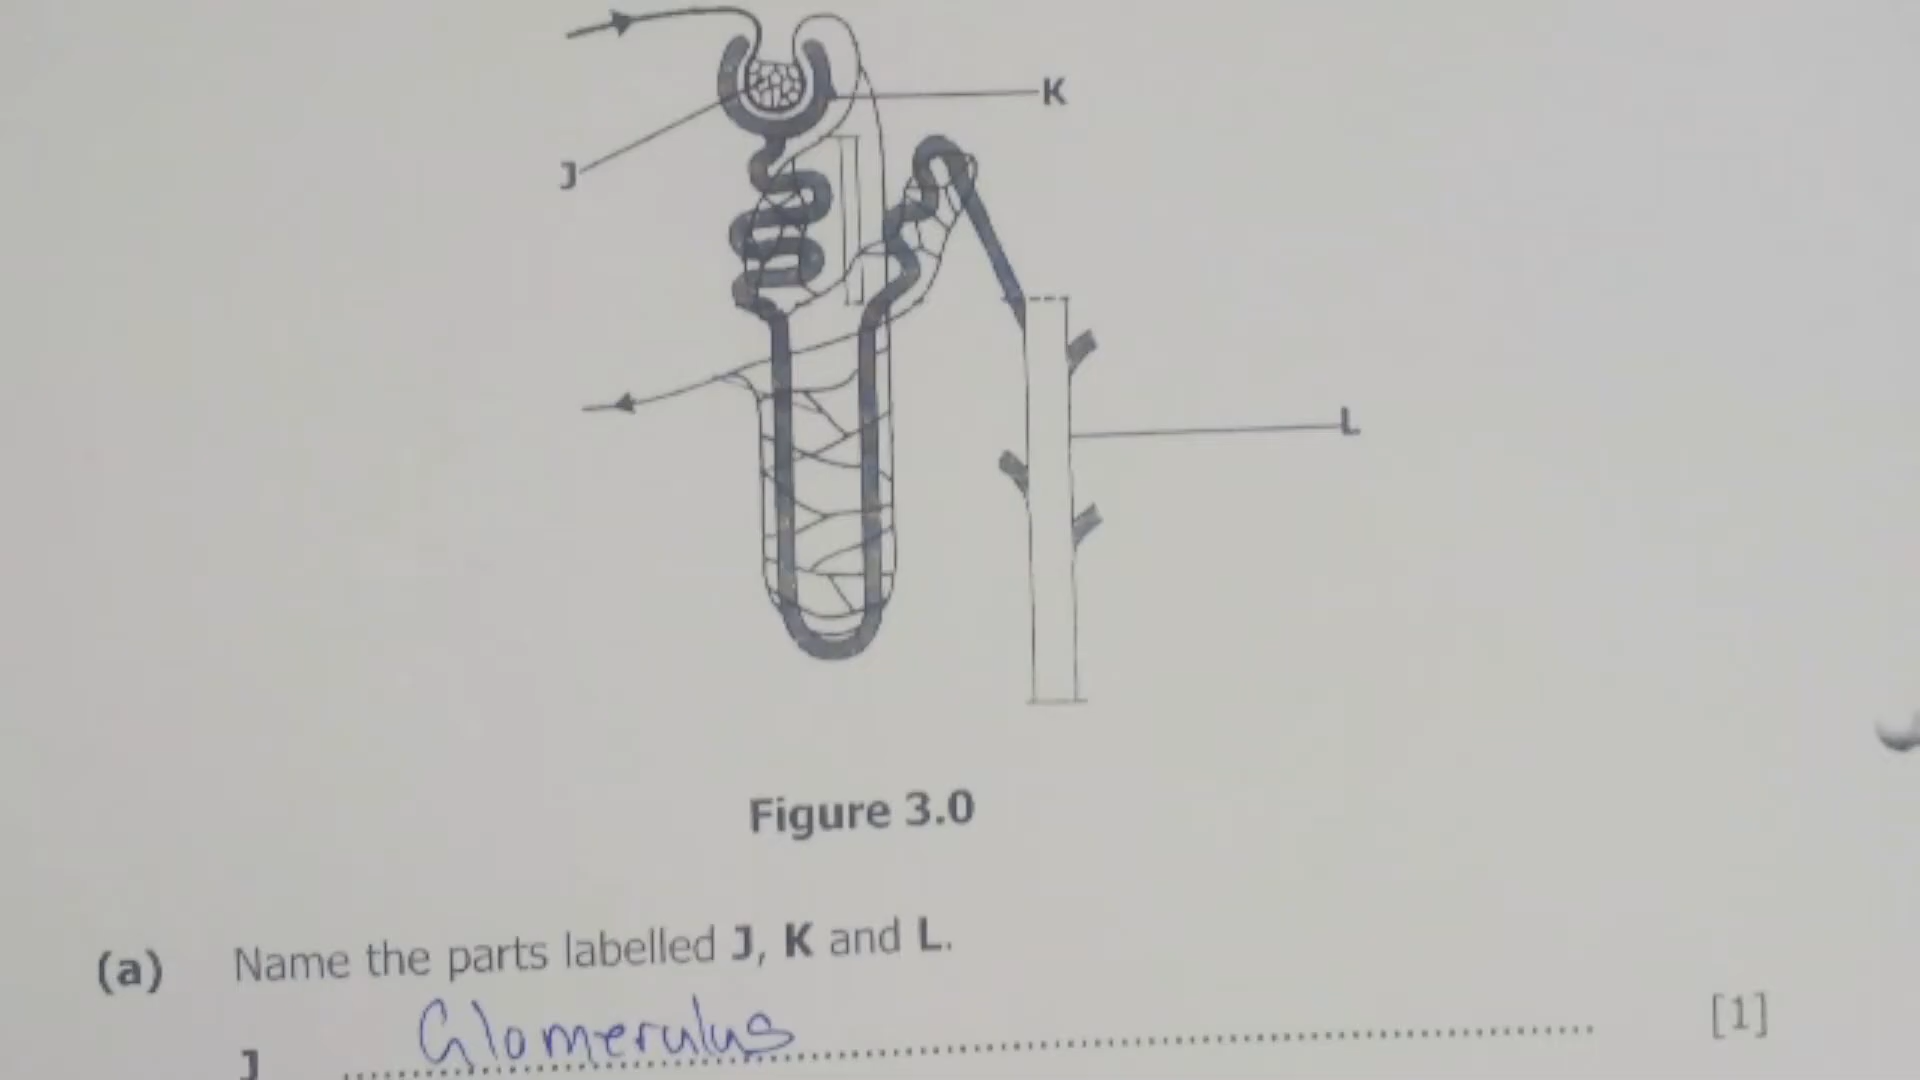 K
J
L
Figure 3.0
(a) Name the parts labelled J, K and L.
J Glomerulus [1]